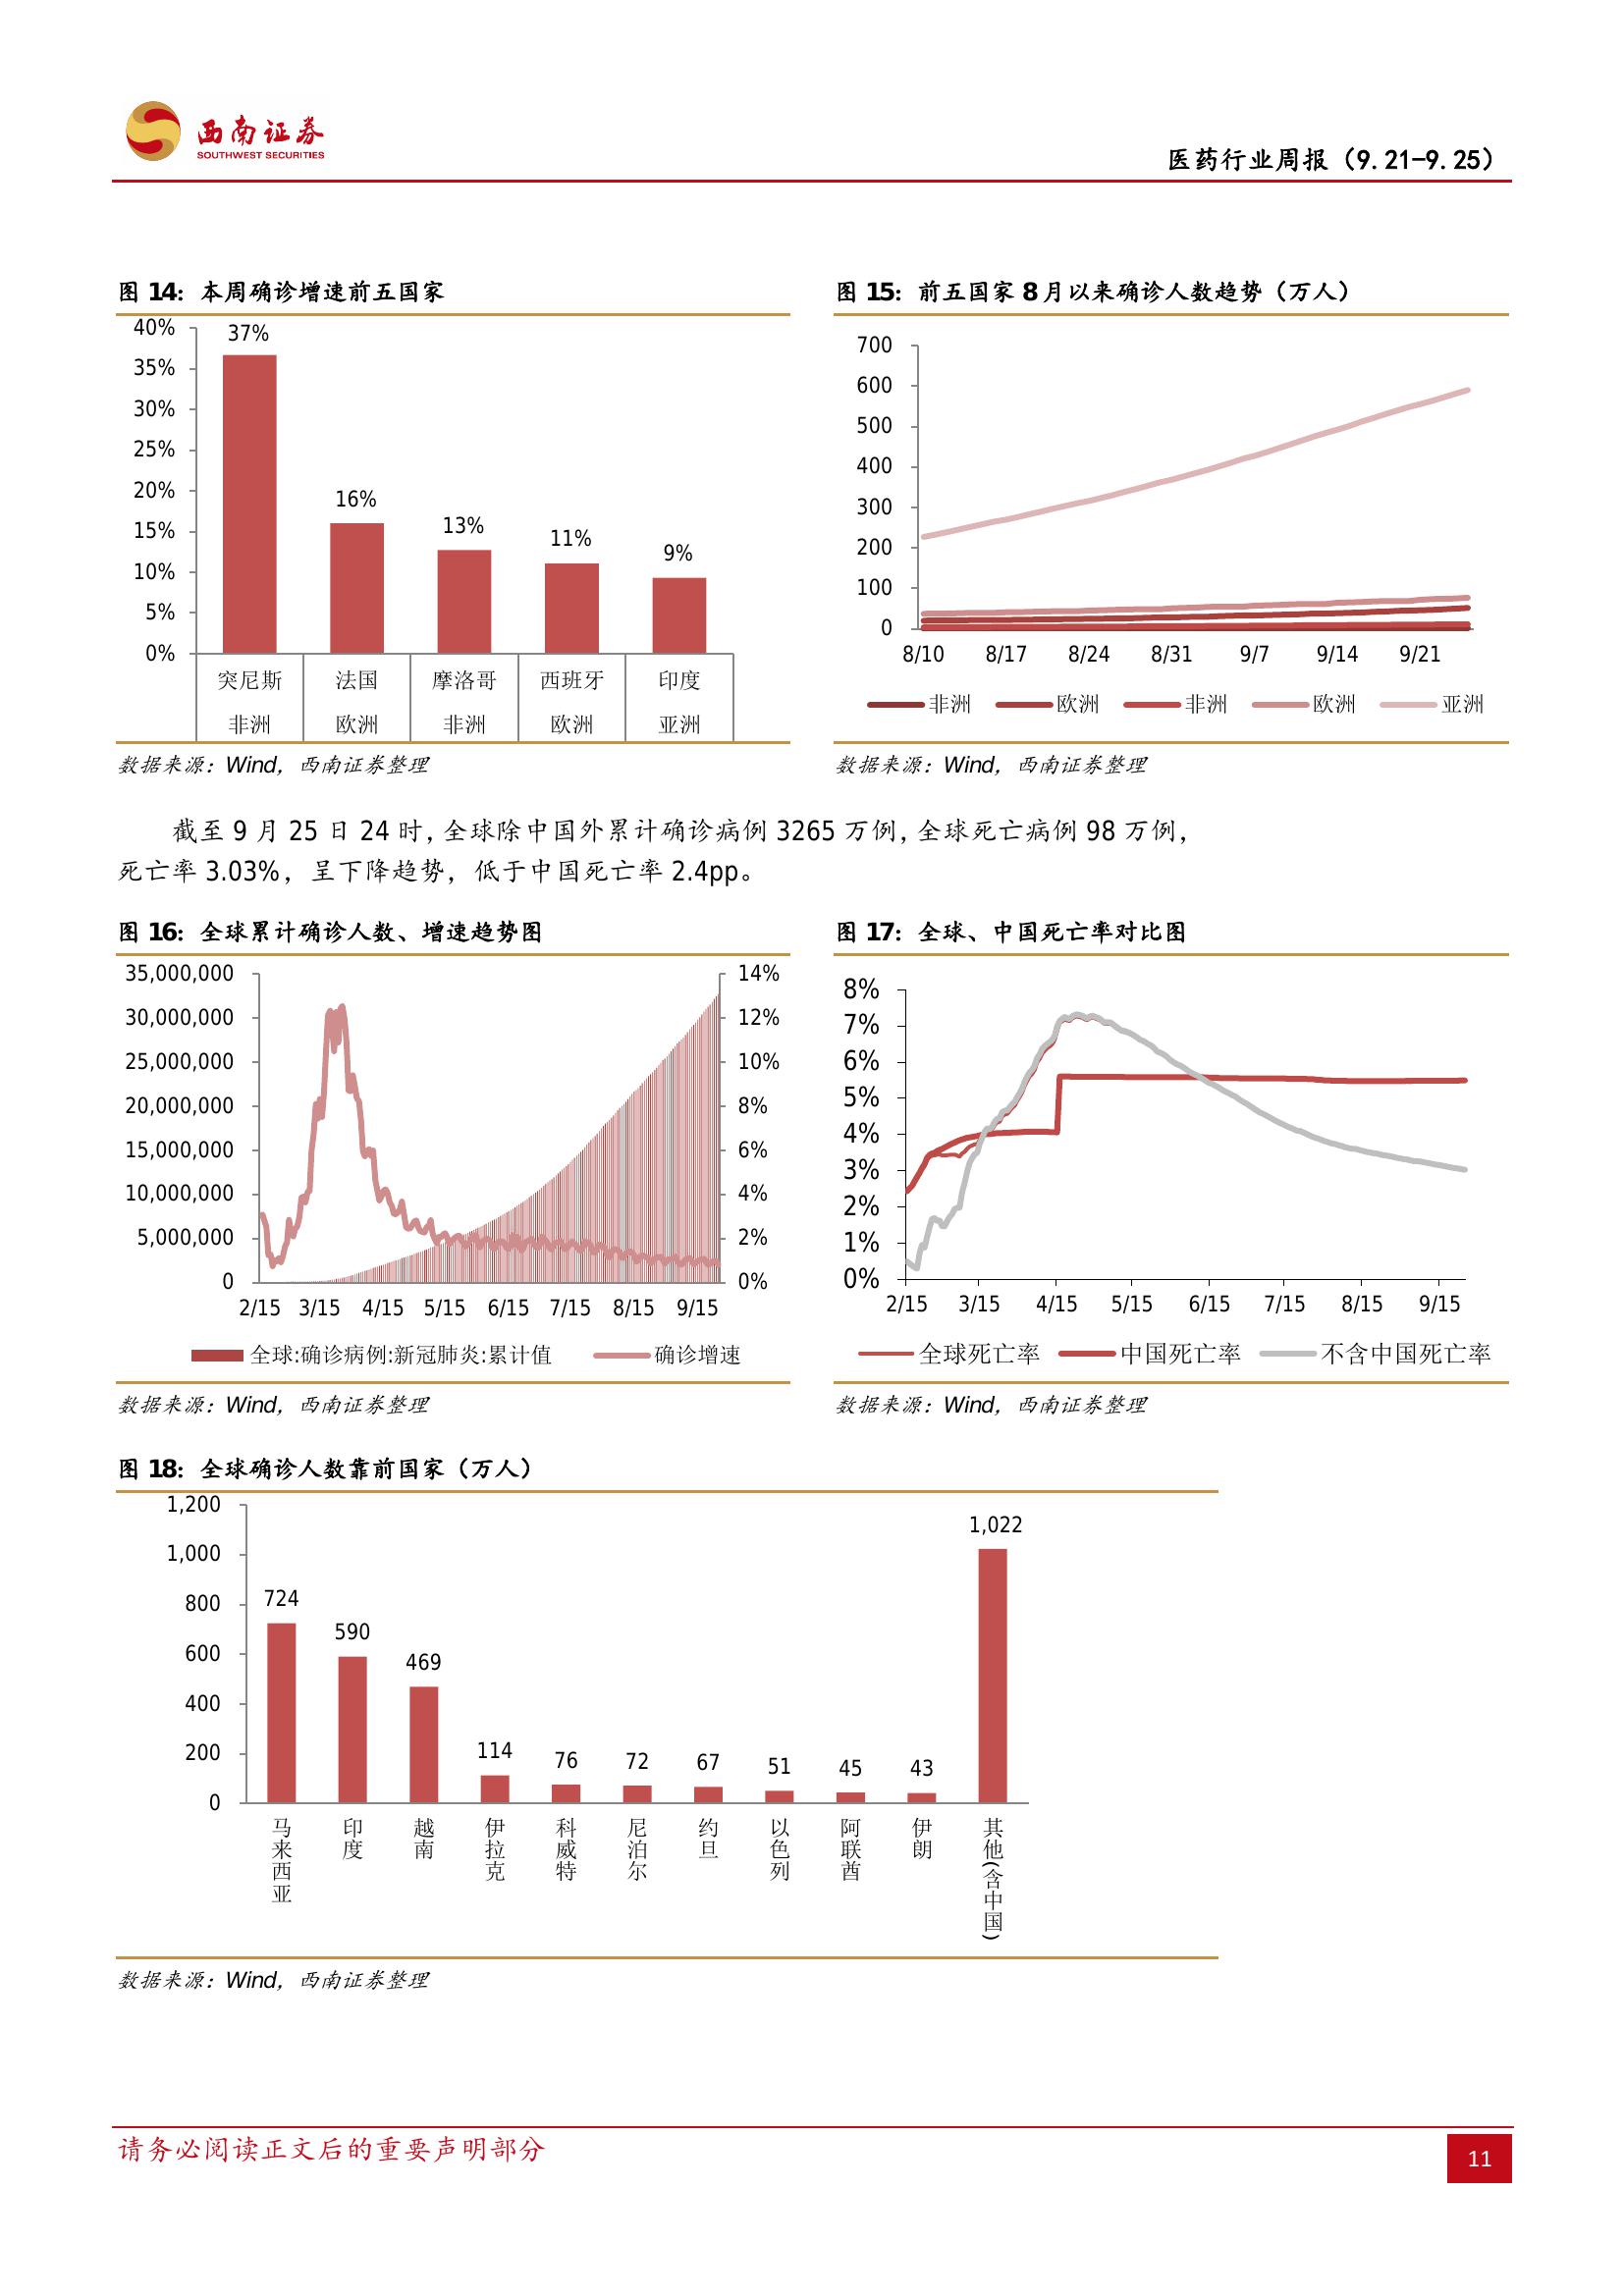 西南证券
SOUTHWEST SECURITIES
医药行业周报(9.21-9.25)
图 14:本周确诊增速前五国家
40%
35%
30%
25%
20%
15%
10%
5%
0%
37%
16%
13%
11%
9%
突尼斯 法国 摩洛哥 西班牙 印度
非洲 欧洲 非洲 欧洲 亚洲
数据来源:Wind,西南证券整理
图 15:前五国家 8 月以来确诊人数趋势(万人)
700
600
500
400
300
200
100
0
8/10 8/17 8/24 8/31 9/7 9/14 9/21
非洲 欧洲 非洲 欧洲 亚洲
数据来源:Wind,西南证券整理
截至 9 月 25 日 24 时,全球除中国外累计确诊病例 3265 万例,全球死亡病例 98 万例,
死亡率 3.03%,呈下降趋势,低于中国死亡率 2.4pp。
图 16:全球累计确诊人数、增速趋势图
35,000,000
30,000,000
25,000,000
20,000,000
15,000,000
10,000,000
5,000,000
0
14%
12%
10%
8%
6%
4%
2%
0%
2/15 3/15 4/15 5/15 6/15 7/15 8/15 9/15
全球:确诊病例:新冠肺炎:累计值 确诊增速
数据来源:Wind,西南证券整理
图 17:全球、中国死亡率对比图
8%
7%
6%
5%
4%
3%
2%
1%
0%
2/15 3/15 4/15 5/15 6/15 7/15 8/15 9/15
全球死亡率 中国死亡率 不含中国死亡率
数据来源:Wind,西南证券整理
图 18:全球确诊人数靠前国家(万人)
1,200
1,000
800
600
400
200
0
724
590
469
114
76
72
67
51
45
43
1,022
马来西亚
印度
越南
伊拉克
科威特
尼泊尔
约旦
以色列
阿联酋
伊朗
其他(含中国)
数据来源:Wind,西南证券整理
请务必阅读正文后的重要声明部分
11